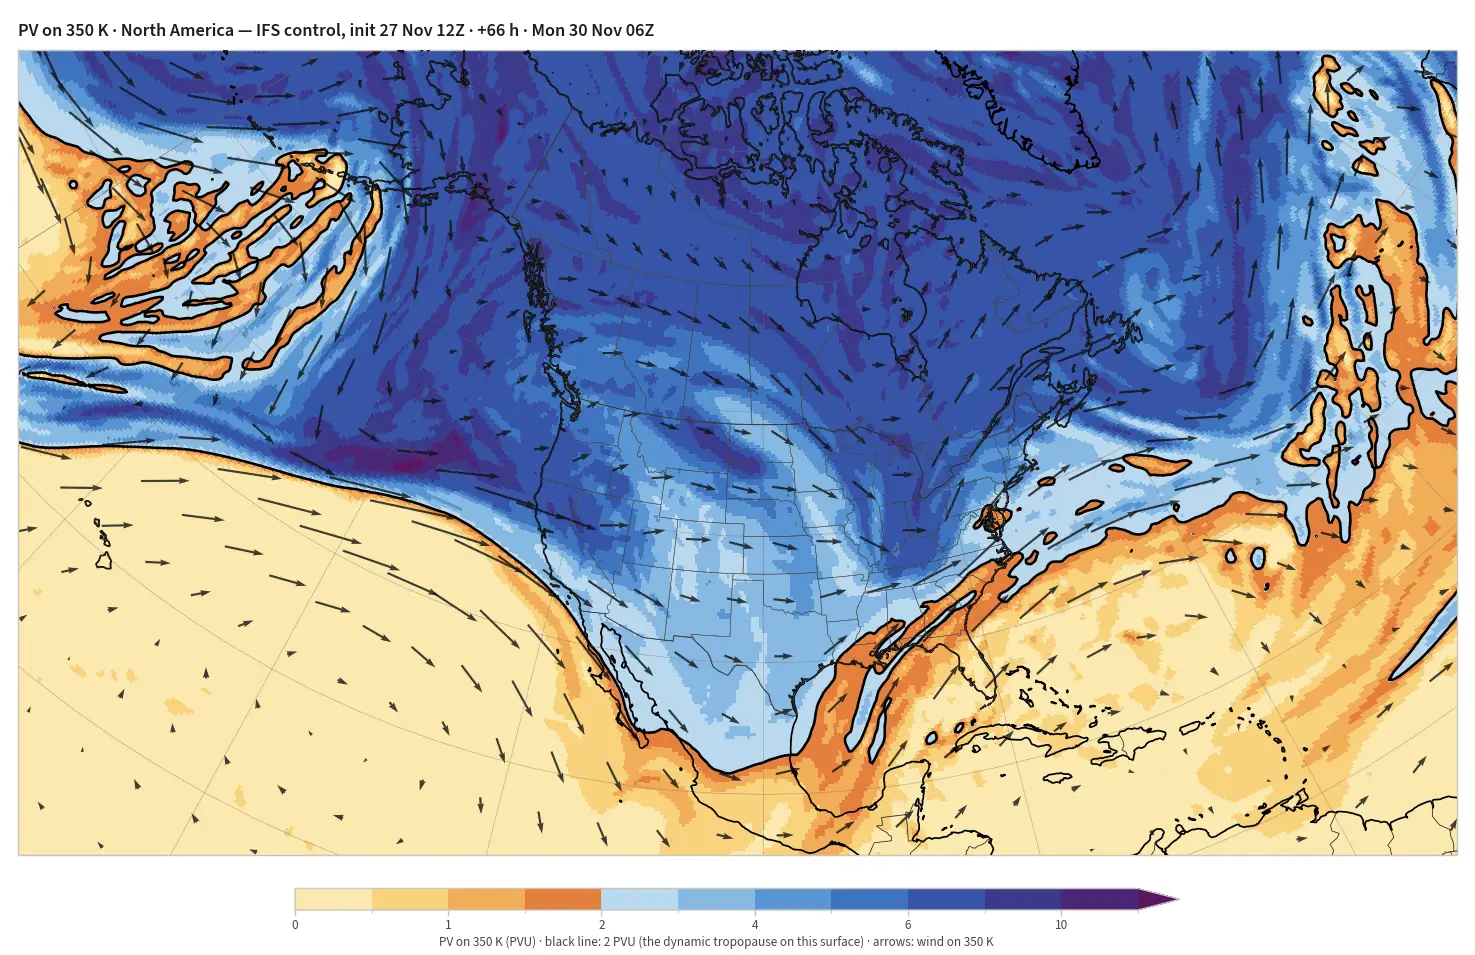 PV on 350 K · North America — IFS control, init 27 Nov 12Z · +66 h · Mon 30 Nov 06Z
0 1 2 4 6 10
PV on 350 K (PVU) · black line: 2 PVU (the dynamic tropopause on this surface) · arrows: wind on 350 K